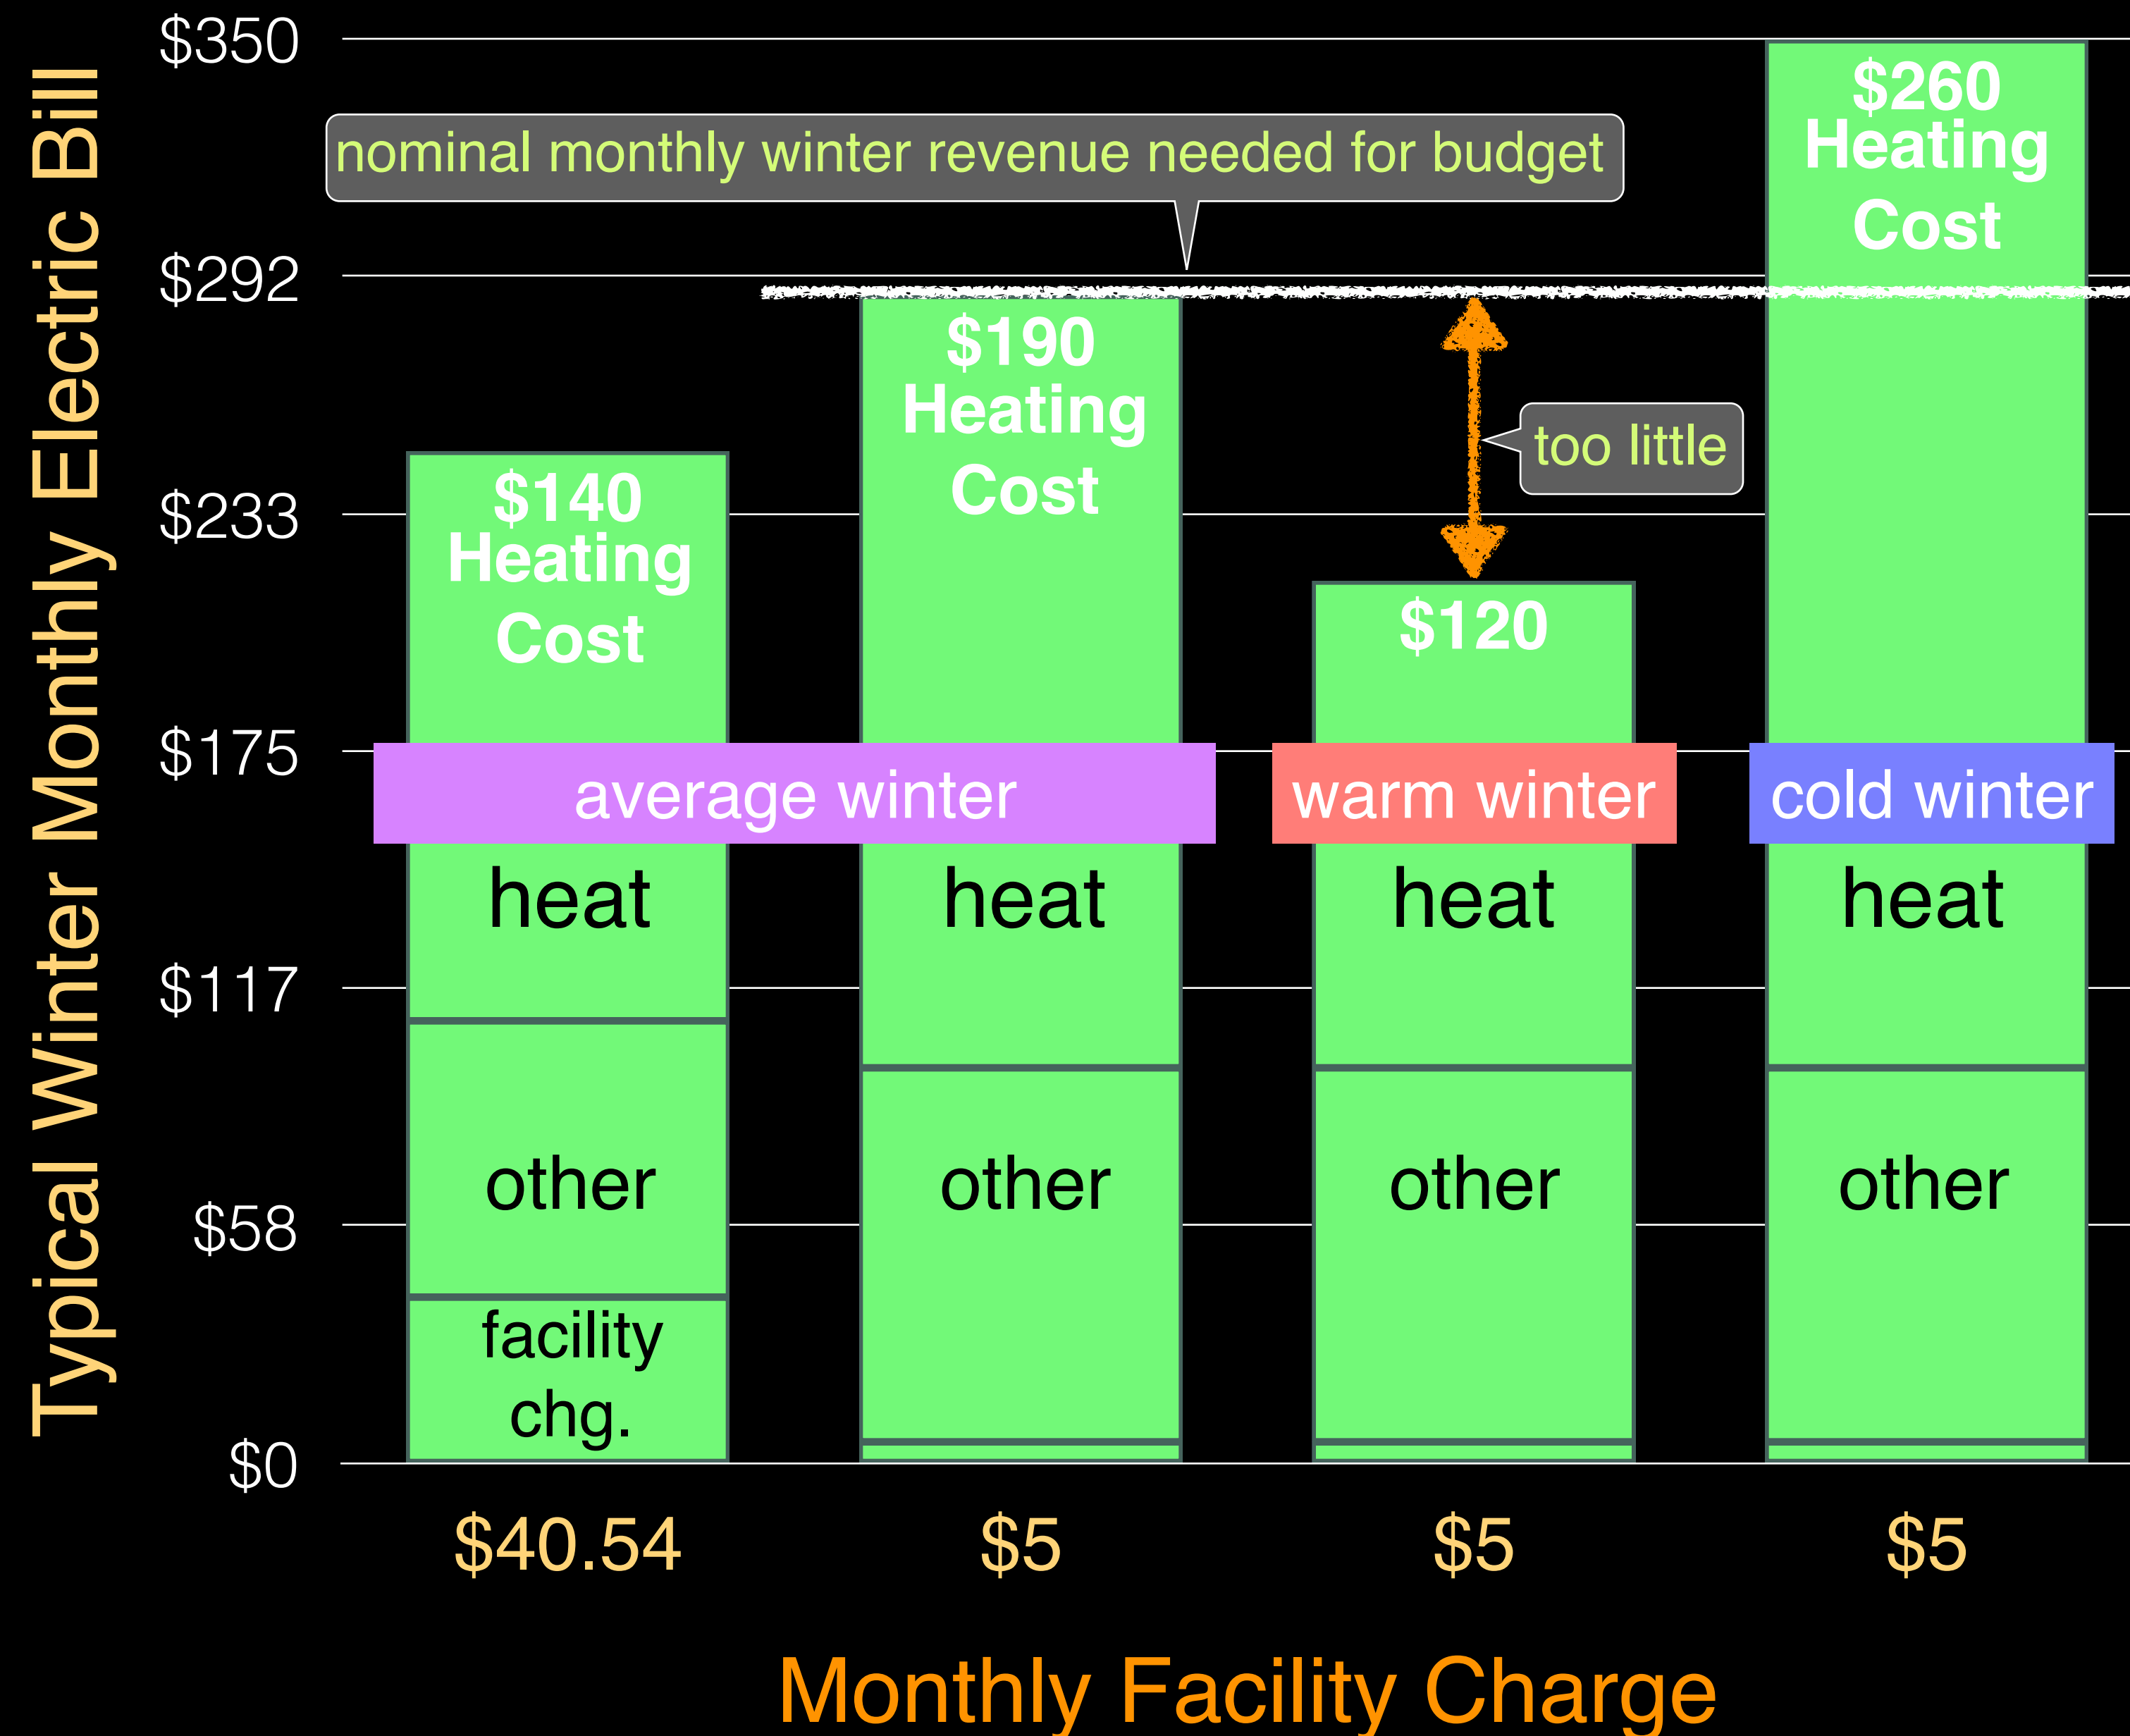 Typical Winter Monthly Electric Bill
$350
$292
$233
$175
$117
$58
$0
nominal monthly winter revenue needed for budget
$140
Heating
Cost
$190
Heating
Cost
too little
$120
$260
Heating
Cost
average winter
warm winter
cold winter
heat
heat
heat
heat
other
other
other
other
facility
chg.
$40.54
$5
$5
$5
Monthly Facility Charge